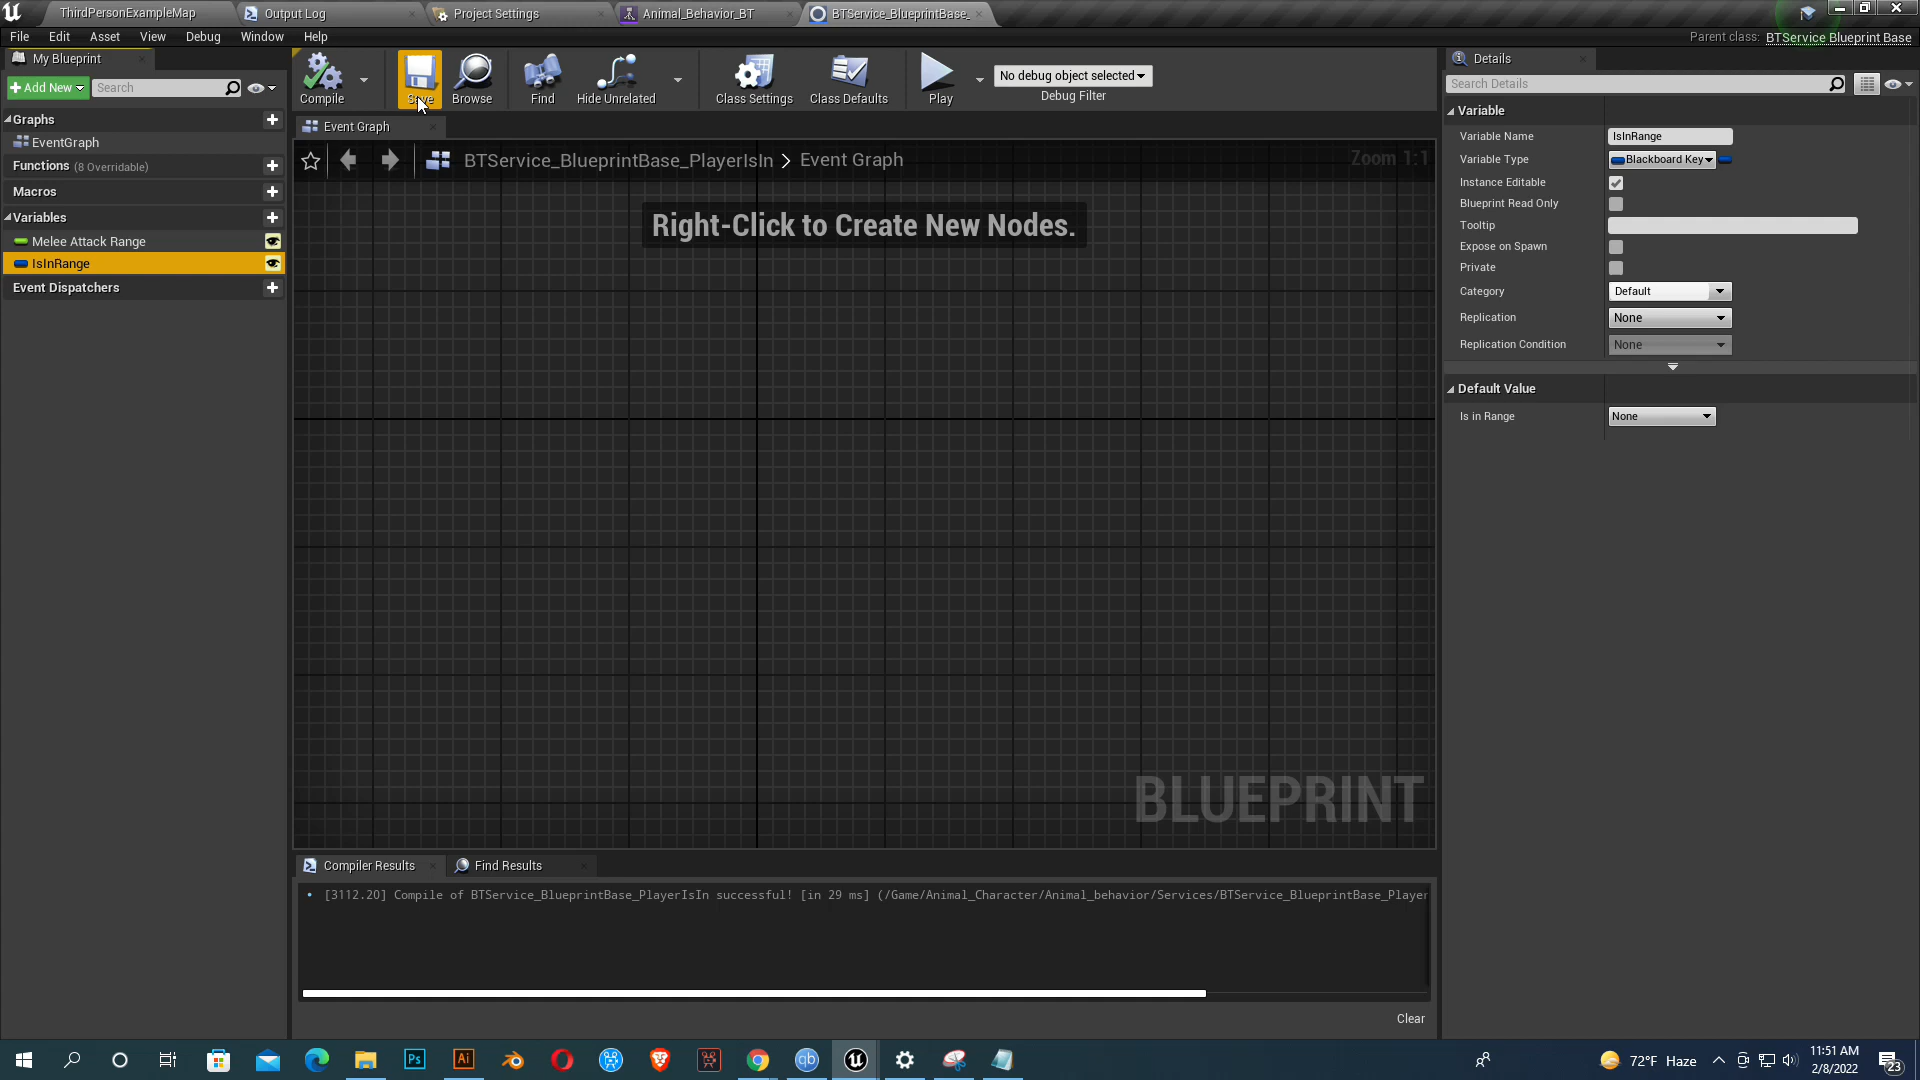 ThirdPersonExampleMap
Output Log
Project Settings
Animal_Behavior_BT
BTService_BlueprintBase_
File Edit Asset View Debug Window Help
Parent class: BTService Blueprint Base
My Blueprint
Add New
Search
Compile
Save
Browse
Find
Hide Unrelated
Class Settings
Class Defaults
Play
No debug object selected
Debug Filter
Details
Search Details
Graphs
EventGraph
Functions (8 Overridable)
Macros
Variables
Melee Attack Range
IsInRange
Event Dispatchers
Event Graph
BTService_BlueprintBase_PlayerIsIn > Event Graph
Zoom 1:1
Right-Click to Create New Nodes.
BLUEPRINT
Variable
Variable Name IsInRange
Variable Type Blackboard Key
Instance Editable
Blueprint Read Only
Tooltip
Expose on Spawn
Private
Category Default
Replication None
Replication Condition None
Default Value
Is in Range None
Compiler Results
Find Results
[3112.20] Compile of BTService_BlueprintBase_PlayerIsIn successful! [in 29 ms] (/Game/Animal_Character/Animal_behavior/Services/BTService_BlueprintBase_Player
Clear
Ps
Ai
qb
72°F Haze
11:51 AM
2/8/2022
23